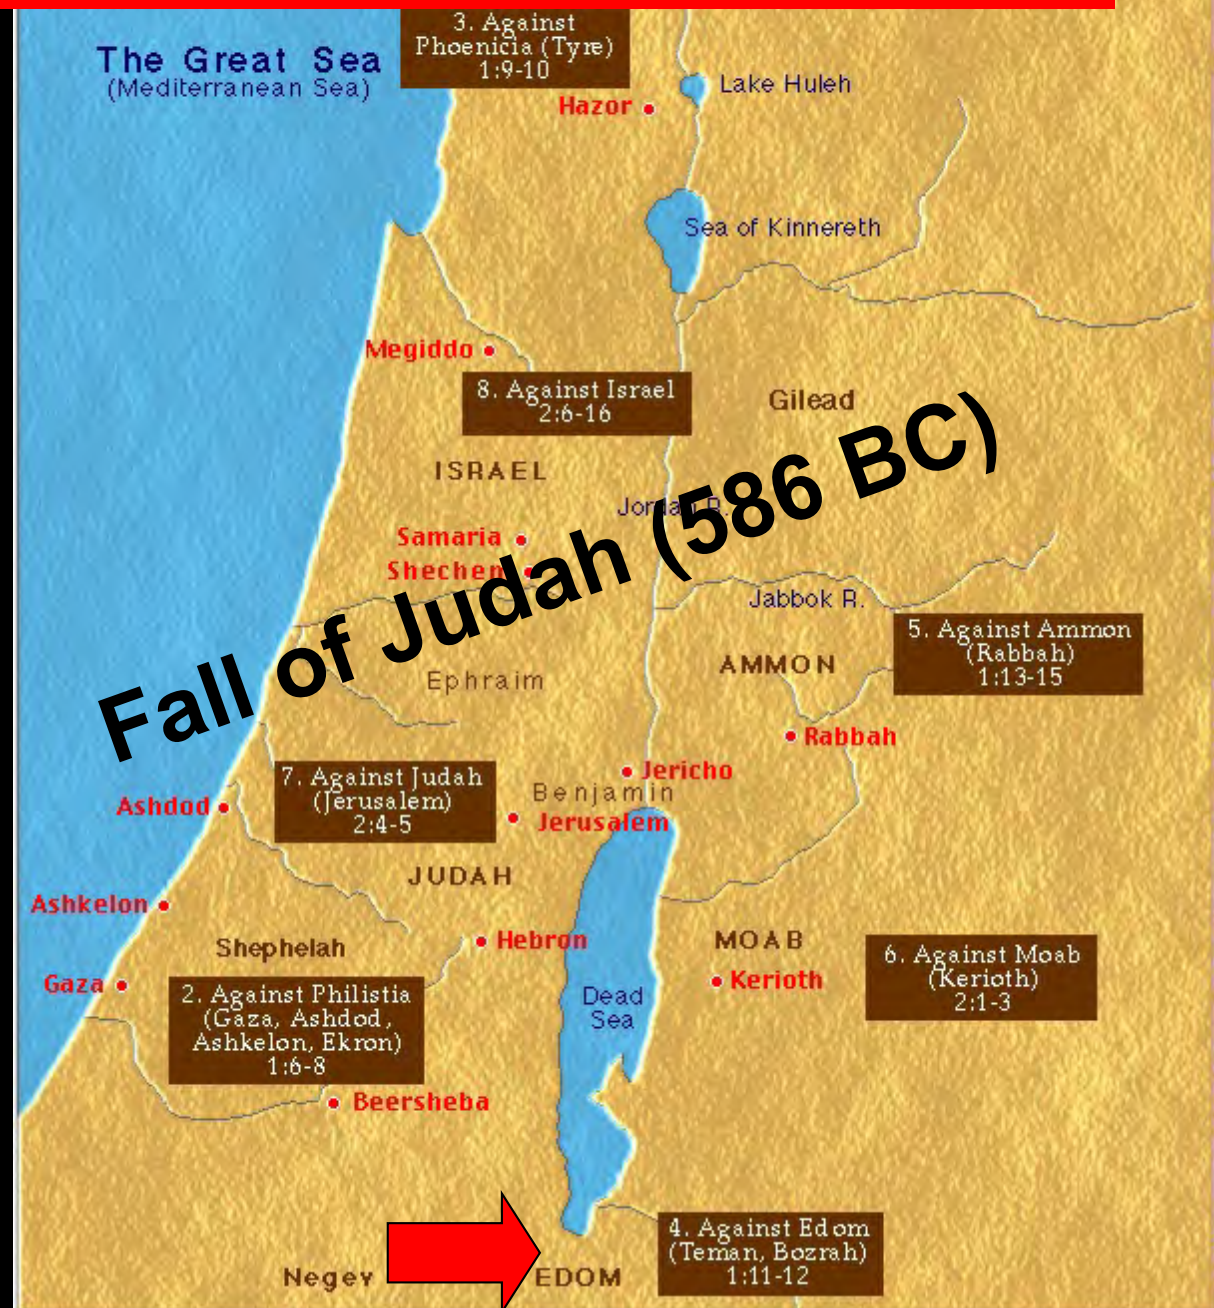 3. Against
Phoenicia (Tyre)
1:9-10
The Great Sea
(Mediterranean Sea)
Lake Huleh
Hazor
Sea of Kinnereth
Megiddo
8. Against Israel
2:6-16
Gilead
ISRAEL
Jordan R.
Fall of Judah (586 BC)
Samaria
Shechem
Jabbok R.
5. Against Ammon
(Rabbah)
1:13-15
AMMON
Ephraim
Rabbah
7. Against Judah
(Jerusalem)
2:4-5
Jericho
Benjamin
Ashdod
Jerusalem
JUDAH
Ashkelon
Shephelah
Hebron
MOAB
6. Against Moab
(Kerioth)
2:1-3
Gaza
Kerioth
2. Against Philistia
(Gaza, Ashdod,
Ashkelon, Ekron)
1:6-8
Dead
Sea
Beersheba
4. Against Edom
(Teman, Bozrah)
1:11-12
Negev
EDOM